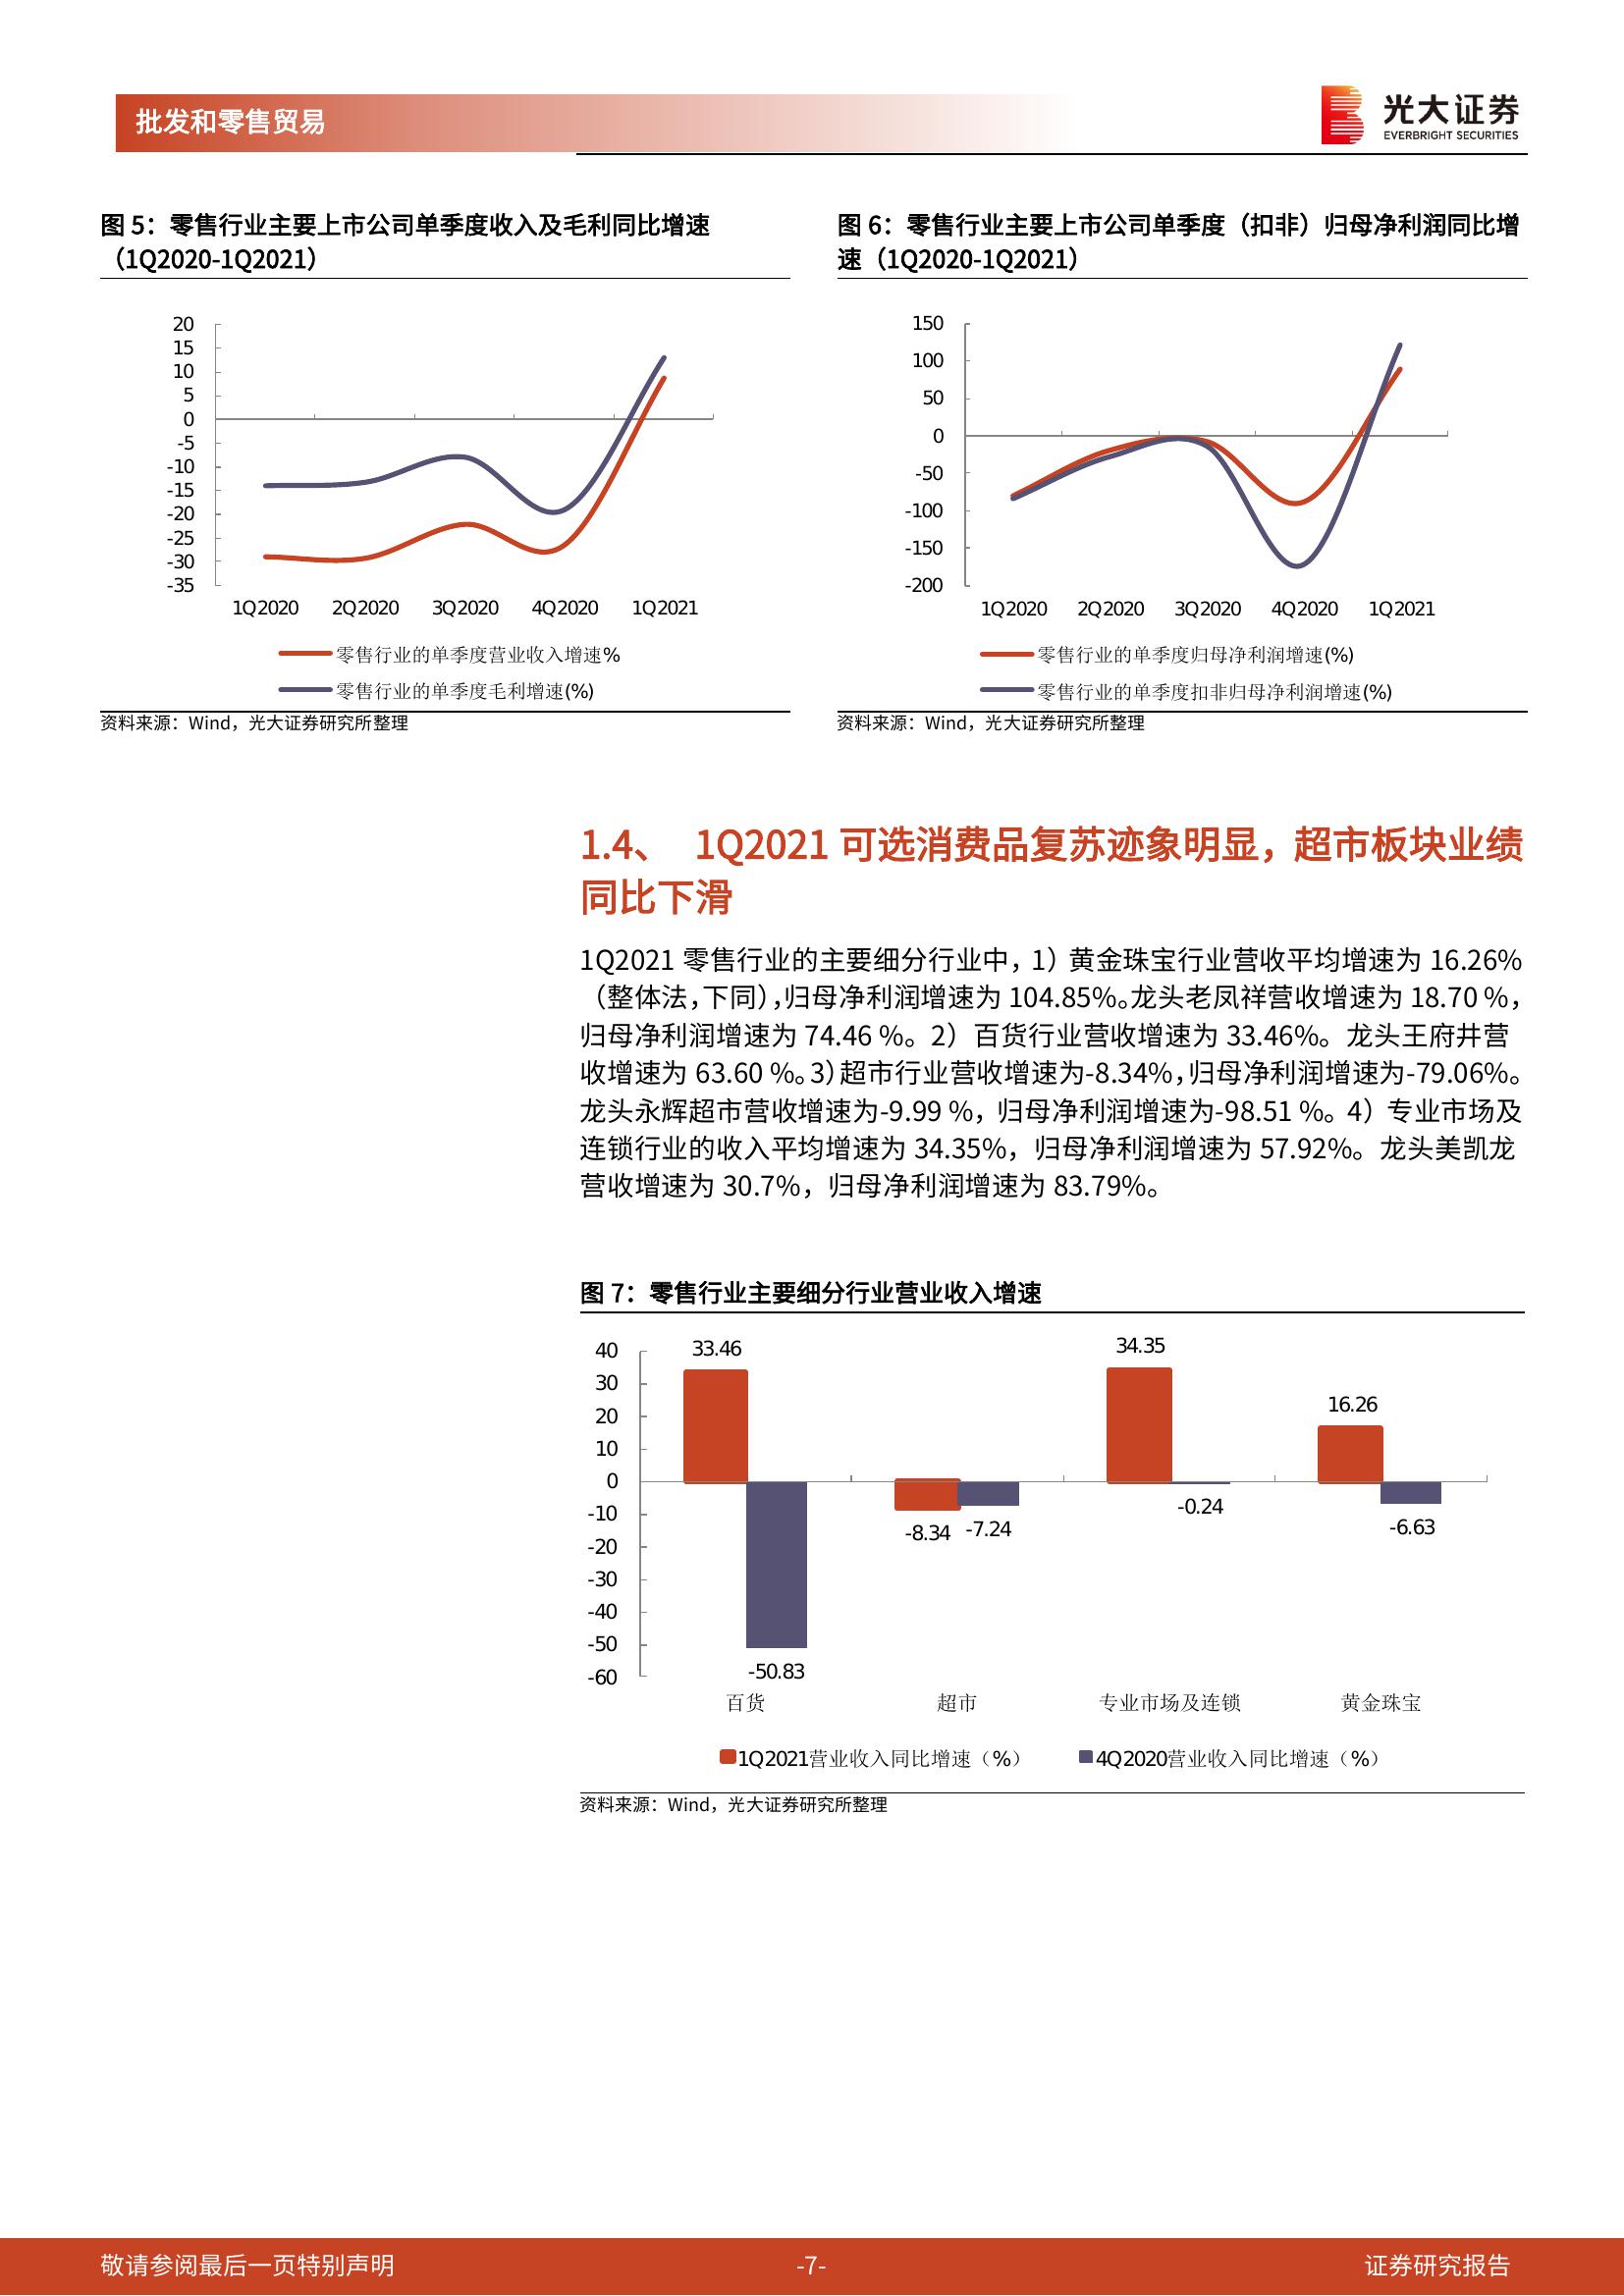 批发和零售贸易
光大证券
EVERBRIGHT SECURITIES
图 5：零售行业主要上市公司单季度收入及毛利同比增速
（1Q2020-1Q2021）
20
15
10
5
0
-5
-10
-15
-20
-25
-30
-35
1Q2020 2Q2020 3Q2020 4Q2020 1Q2021
零售行业的单季度营业收入增速%
零售行业的单季度毛利增速(%)
资料来源：Wind，光大证券研究所整理
图 6：零售行业主要上市公司单季度（扣非）归母净利润同比增
速（1Q2020-1Q2021）
150
100
50
0
-50
-100
-150
-200
1Q2020 2Q2020 3Q2020 4Q2020 1Q2021
零售行业的单季度归母净利润增速(%)
零售行业的单季度扣非归母净利润增速(%)
资料来源：Wind，光大证券研究所整理
1.4、 1Q2021 可选消费品复苏迹象明显，超市板块业绩
同比下滑
1Q2021 零售行业的主要细分行业中，1）黄金珠宝行业营收平均增速为 16.26%
（整体法，下同），归母净利润增速为 104.85%。龙头老凤祥营收增速为 18.70 %，
归母净利润增速为 74.46 %。2）百货行业营收增速为 33.46%。龙头王府井营
收增速为 63.60 %。3）超市行业营收增速为-8.34%，归母净利润增速为-79.06%。
龙头永辉超市营收增速为-9.99 %，归母净利润增速为-98.51 %。4）专业市场及
连锁行业的收入平均增速为 34.35%，归母净利润增速为 57.92%。龙头美凯龙
营收增速为 30.7%，归母净利润增速为 83.79%。
图 7：零售行业主要细分行业营业收入增速
40
30
20
10
0
-10
-20
-30
-40
-50
-60
33.46
-50.83
-8.34
-7.24
34.35
-0.24
16.26
-6.63
百货 超市 专业市场及连锁 黄金珠宝
1Q2021营业收入同比增速（%） 4Q2020营业收入同比增速（%）
资料来源：Wind，光大证券研究所整理
敬请参阅最后一页特别声明 -7- 证券研究报告